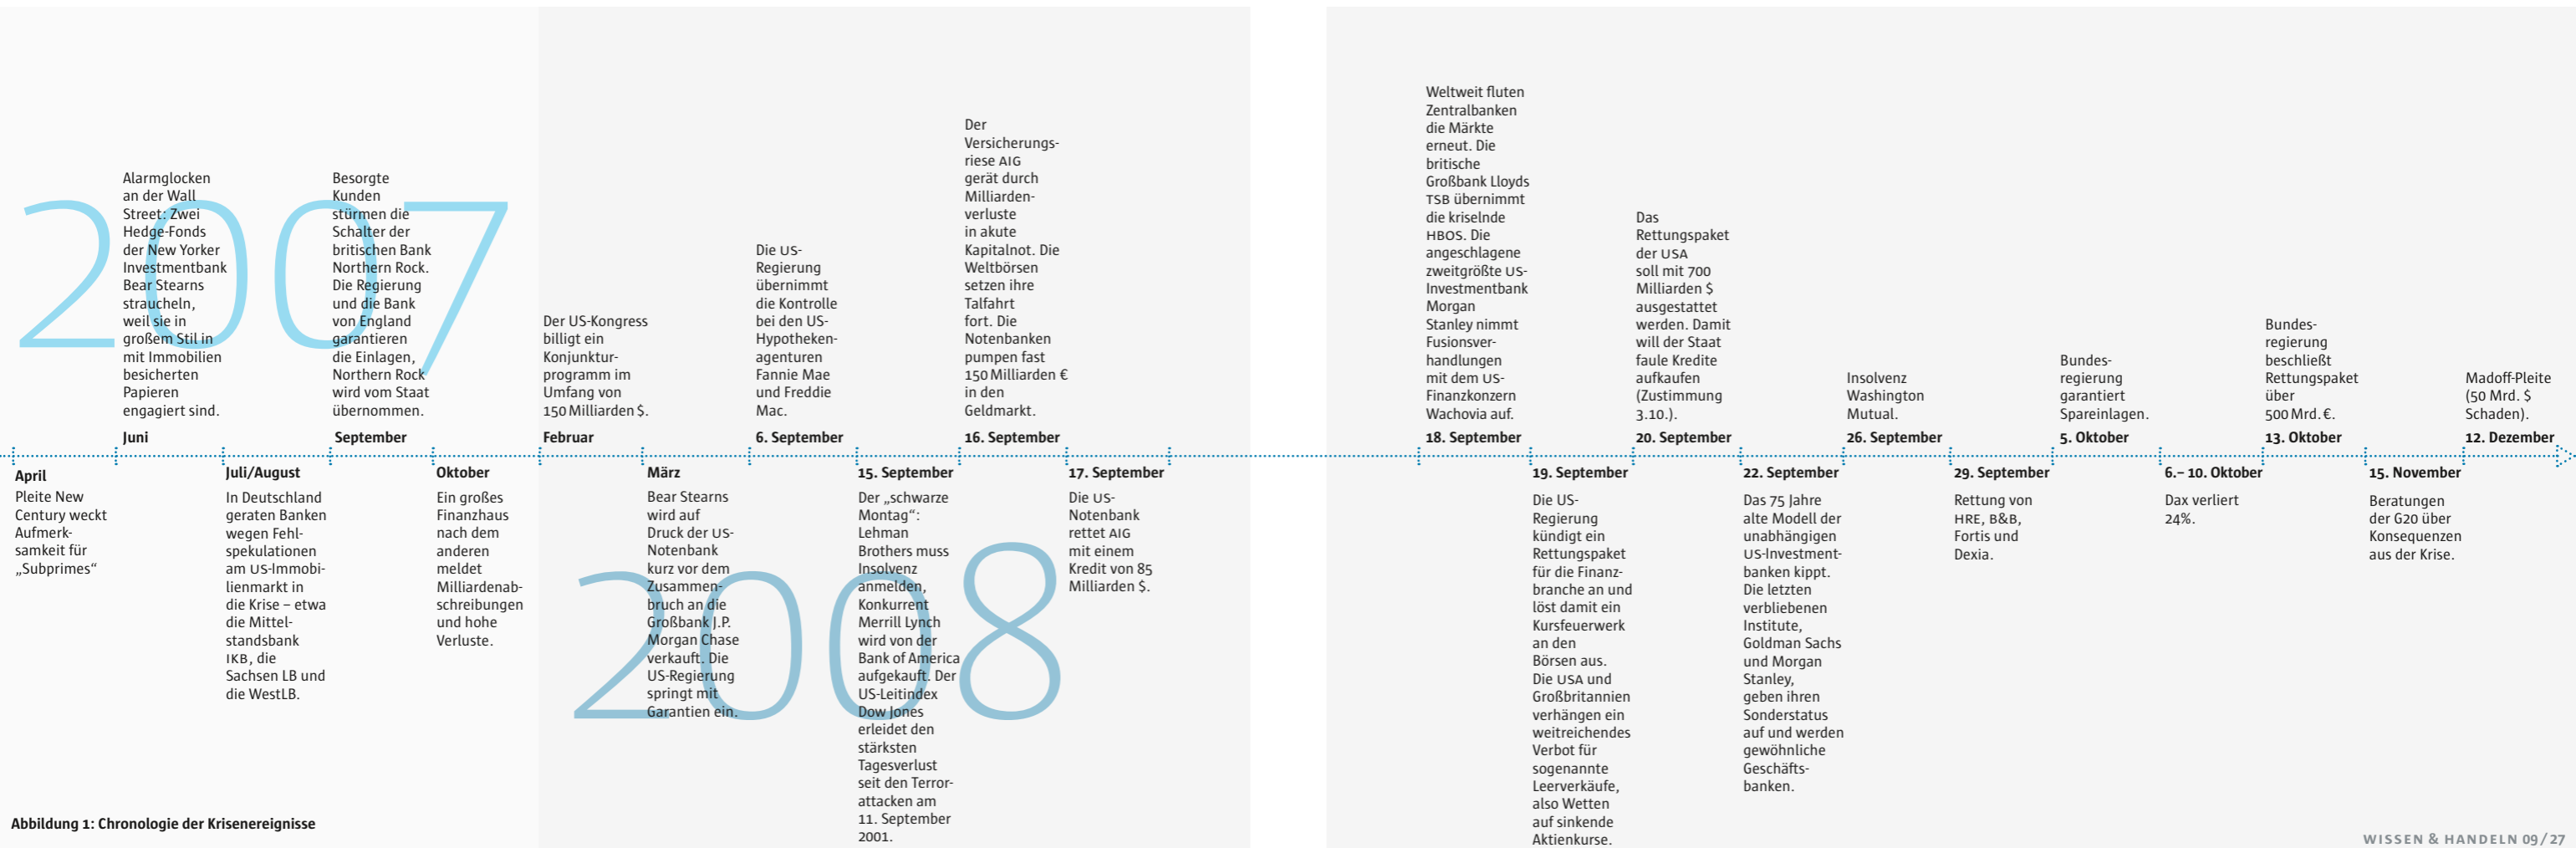 2007
April
Pleite New
Century weckt
Aufmerk-
samkeit für
„Subprimes“
Alarmglocken
an der Wall
Street: Zwei
Hedge-Fonds
der New Yorker
Investmentbank
Bear Stearns
straucheln,
weil sie in
großem Stil in
mit Immobilien
besicherten
Papieren
engagiert sind.
Juni
Juli/August
In Deutschland
geraten Banken
wegen Fehl-
spekulationen
am US-Immobi-
lienmarkt in
die Krise – etwa
die Mittel-
standsbank
IKB, die
Sachsen LB und
die WestLB.
Besorgte
Kunden
stürmen die
Schalter der
britischen Bank
Northern Rock.
Die Regierung
und die Bank
von England
garantieren
die Einlagen,
Northern Rock
wird vom Staat
übernommen.
September
Oktober
Ein großes
Finanzhaus
nach dem
anderen
meldet
Milliardenab-
schreibungen
und hohe
Verluste.
2008
Der US-Kongress
billigt ein
Konjunktur-
programm im
Umfang von
150 Milliarden $.
Februar
März
Bear Stearns
wird auf
Druck der US-
Notenbank
kurz vor dem
Zusammen-
bruch an die
Großbank J.P.
Morgan Chase
verkauft. Die
US-Regierung
springt mit
Garantien ein.
Die US-
Regierung
übernimmt
die Kontrolle
bei den US-
Hypotheken-
agenturen
Fannie Mae
und Freddie
Mac.
6. September
15. September
Der „schwarze
Montag“:
Lehman
Brothers muss
Insolvenz
anmelden,
Konkurrent
Merrill Lynch
wird von der
Bank of America
aufgekauft. Der
US-Leitindex
Dow Jones
erleidet den
stärksten
Tagesverlust
seit den Terror-
attacken am
11. September
2001.
Der
Versicherungs-
riese AIG
gerät durch
Milliarden-
verluste
in akute
Kapitalnot. Die
Weltbörsen
setzen ihre
Talfahrt
fort. Die
Notenbanken
pumpen fast
150 Milliarden €
in den
Geldmarkt.
16. September
17. September
Die US-
Notenbank
rettet AIG
mit einem
Kredit von 85
Milliarden $.
Weltweit fluten
Zentralbanken
die Märkte
erneut. Die
britische
Großbank Lloyds
TSB übernimmt
die kriselnde
HBOS. Die
angeschlagene
zweitgrößte US-
Investmentbank
Morgan
Stanley nimmt
Fusionsver-
handlungen
mit dem US-
Finanzkonzern
Wachovia auf.
18. September
19. September
Die US-
Regierung
kündigt ein
Rettungspaket
für die Finanz-
branche an und
löst damit ein
Kursfeuerwerk
an den
Börsen aus.
Die USA und
Großbritannien
verhängen ein
weitreichendes
Verbot für
sogenannte
Leerverkäufe,
also Wetten
auf sinkende
Aktienkurse.
Das
Rettungspaket
der USA
soll mit 700
Milliarden $
ausgestattet
werden. Damit
will der Staat
faule Kredite
aufkaufen
(Zustimmung
3.10.).
20. September
22. September
Das 75 Jahre
alte Modell der
unabhängigen
US-Investment-
banken kippt.
Die letzten
verbliebenen
Institute,
Goldman Sachs
und Morgan
Stanley,
geben ihren
Sonderstatus
auf und werden
gewöhnliche
Geschäfts-
banken.
Insolvenz
Washington
Mutual.
26. September
29. September
Rettung von
HRE, B&B,
Fortis und
Dexia.
Bundes-
regierung
garantiert
Spareinlagen.
5. Oktober
6.– 10. Oktober
Dax verliert
24%.
Bundes-
regierung
beschließt
Rettungspaket
über
500 Mrd. €.
13. Oktober
15. November
Beratungen
der G20 über
Konsequenzen
aus der Krise.
Madoff-Pleite
(50 Mrd. $
Schaden).
12. Dezember
Abbildung 1: Chronologie der Krisenereignisse
WISSEN & HANDELN 09/27